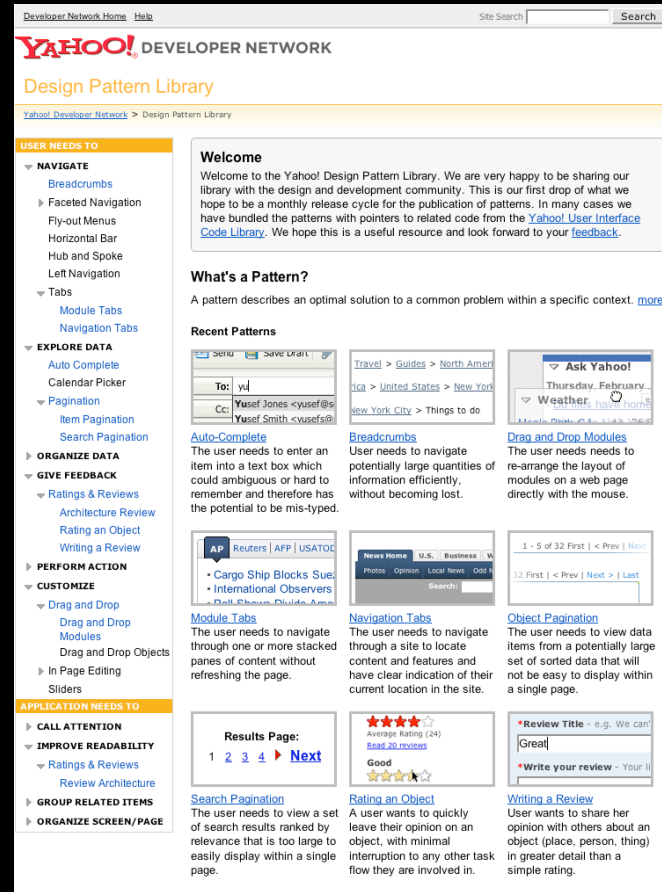 Developer Network Home Help
Site Search Search
YAHOO! DEVELOPER NETWORK
Design Pattern Library
Yahoo! Developer Network > Design Pattern Library
USER NEEDS TO
NAVIGATE
Breadcrumbs
Faceted Navigation
Fly-out Menus
Horizontal Bar
Hub and Spoke
Left Navigation
Tabs
Module Tabs
Navigation Tabs
EXPLORE DATA
Auto Complete
Calendar Picker
Pagination
Item Pagination
Search Pagination
ORGANIZE DATA
GIVE FEEDBACK
Ratings & Reviews
Architecture Review
Rating an Object
Writing a Review
PERFORM ACTION
CUSTOMIZE
Drag and Drop
Drag and Drop
Modules
Drag and Drop Objects
In Page Editing
Sliders
APPLICATION NEEDS TO
CALL ATTENTION
IMPROVE READABILITY
Ratings & Reviews
Review Architecture
GROUP RELATED ITEMS
ORGANIZE SCREEN/PAGE
Welcome
Welcome to the Yahoo! Design Pattern Library. We are very happy to be sharing our
library with the design and development community. This is our first drop of what we
hope to be a monthly release cycle for the publication of patterns. In many cases we
have bundled the patterns with pointers to related code from the Yahoo! User Interface
Code Library. We hope this is a useful resource and look forward to your feedback.
What's a Pattern?
A pattern describes an optimal solution to a common problem within a specific context. more
Recent Patterns
Send Save Draft
To: yu
Cc: Yusef Jones <yusef@s
Yusef Smith <yusefs@
Auto-Complete
The user needs to enter an
item into a text box which
could ambiguous or hard to
remember and therefore has
the potential to be mis-typed.
Travel > Guides > North Ameri
rica > United States > New York
New York City > Things to do
Breadcrumbs
User needs to navigate
potentially large quantities of
information efficiently,
without becoming lost.
Ask Yahoo!
Thursday, February
Weather
Drag and Drop Modules
The user needs needs to
re-arrange the layout of
modules on a web page
directly with the mouse.
AP Reuters | AFP | USATOD
• Cargo Ship Blocks Suez
• International Observers
Module Tabs
The user needs to navigate
through one or more stacked
panes of content without
refreshing the page.
News Home U.S. Business W
Photos Opinion Local News Odd N
Search:
Navigation Tabs
The user needs to navigate
through a site to locate
content and features and
have clear indication of their
current location in the site.
1 - 5 of 32 First | < Prev | Next
32 First | < Prev | Next > | Last
Object Pagination
The user needs to view data
items from a potentially large
set of sorted data that will
not be easy to display within
a single page.
Results Page:
1 2 3 4 Next
Search Pagination
The user needs to view a set
of search results ranked by
relevance that is too large to
easily display within a single
page.
Average Rating (24)
Read 20 reviews
Good
Rating an Object
A user wants to quickly
leave their opinion on an
object, with minimal
interruption to any other task
flow they are involved in.
*Review Title - e.g. We can'
Great
*Write your review - Your li
Writing a Review
User wants to share her
opinion with others about an
object (place, person, thing)
in greater detail than a
simple rating.